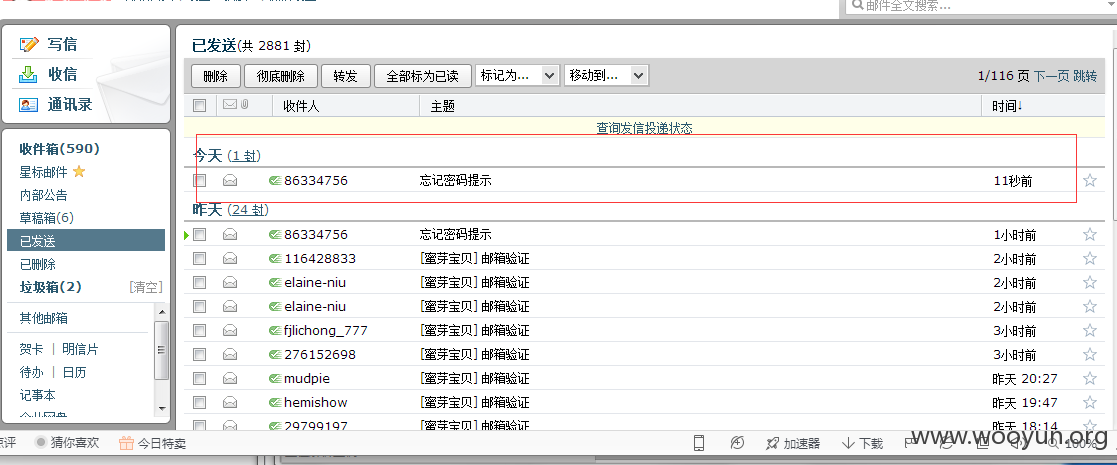 邮件全文搜索...
写信
收信
通讯录
收件箱(590)
星标邮件
内部公告
草稿箱(6)
已发送
已删除
垃圾箱(2) [清空]
其他邮箱
贺卡 | 明信片
待办 | 日历
记事本
企业网盘
已发送(共 2881 封)
删除 彻底删除 转发 全部标为已读 标记为... 移动到... 1/116 页 下一页 跳转
收件人 主题 时间↓
查询发信投递状态
今天 (1 封)
86334756 忘记密码提示 11秒前
昨天 (24 封)
86334756 忘记密码提示 1小时前
116428833 [蜜芽宝贝] 邮箱验证 2小时前
elaine-niu [蜜芽宝贝] 邮箱验证 2小时前
elaine-niu [蜜芽宝贝] 邮箱验证 2小时前
fjlichong_777 [蜜芽宝贝] 邮箱验证 3小时前
276152698 [蜜芽宝贝] 邮箱验证 3小时前
mudpie [蜜芽宝贝] 邮箱验证 昨天 20:27
hemishow [蜜芽宝贝] 邮箱验证 昨天 19:47
29799197 [蜜芽宝贝] 邮箱验证 昨天 18:14
点评 猜你喜欢 今日特卖 加速器 下载 100%
www.wooyun.org